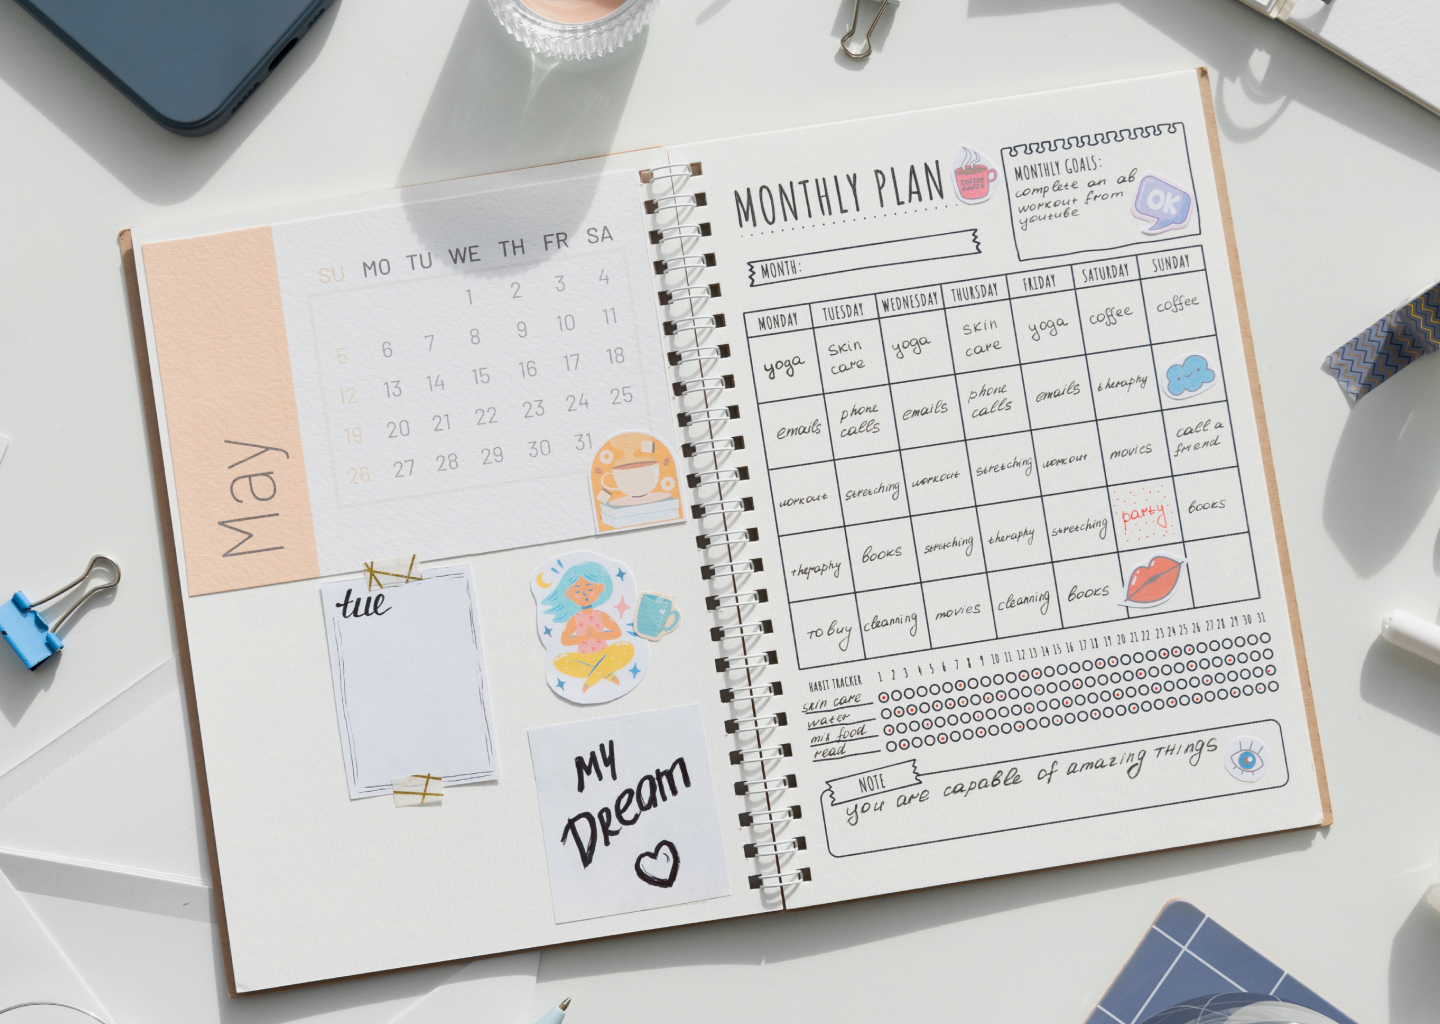 May
SU MO TU WE TH FR SA
1 2 3 4
5 6 7 8 9 10 11
12 13 14 15 16 17 18
19 20 21 22 23 24 25
26 27 28 29 30 31
tue
MY
DReam
MONTHLY PLAN
MONTHLY GOALS:
complete an ab
workout from
youtube
OK
MONTH:
MONDAY TUESDAY WEDNESDAY THURSDAY FRIDAY SATURDAY SUNDAY
yoga skin care yoga skin care yoga coffee coffee
emails phone calls emails phone calls emails theraphy
workout stretching workout stretching workout movies call a friend
theraphy books stretching theraphy stretching party books
to buy cleanning movies cleanning books
HABIT TRACKER 1 2 3 4 5 6 7 8 9 10 11 12 13 14 15 16 17 18 19 20 21 22 23 24 25 26 27 28 29 30 31
skin care
water
milk food
read
NOTE
you are capable of amazing THINGS